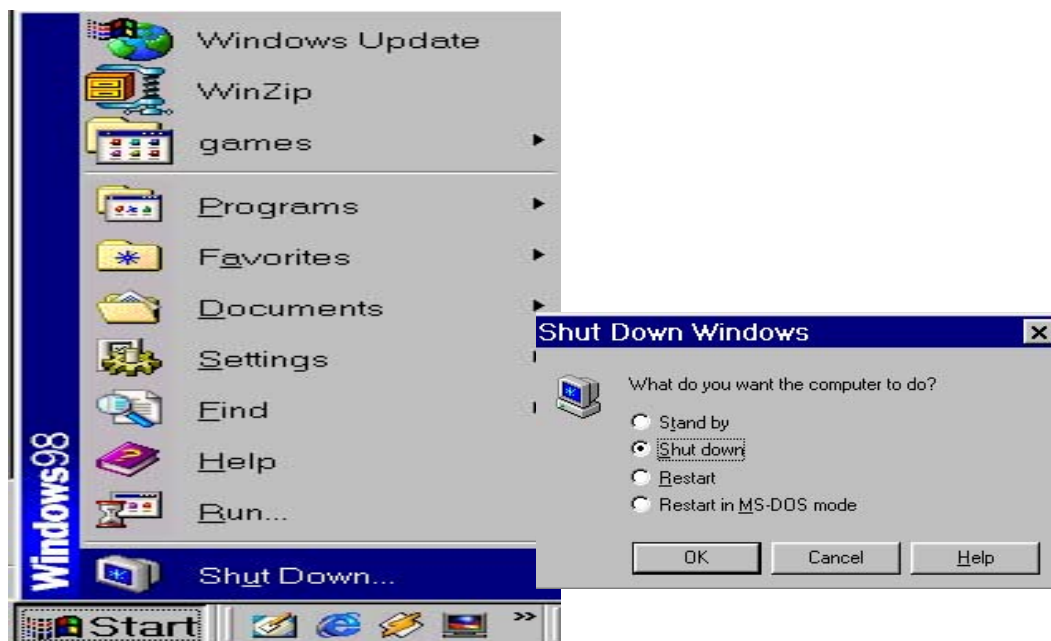 Windows Update
WinZip
games
Programs
Favorites
Documents
Settings
Find
Help
Run...
Shut Down...
Windows98
Start
»
Shut Down Windows
What do you want the computer to do?
Stand by
Shut down
Restart
Restart in MS-DOS mode
OK Cancel Help